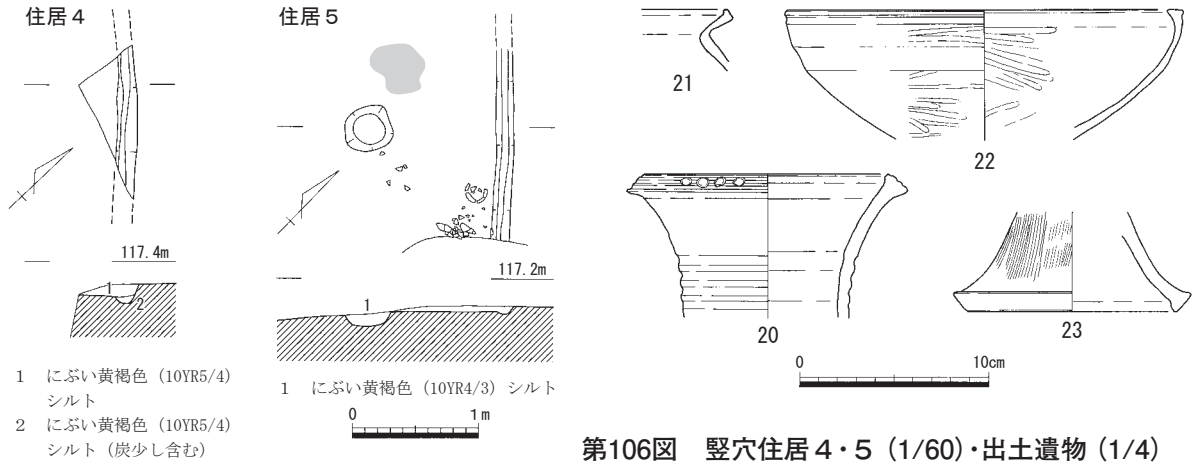 住居4
117.4m
1
2
1 にぶい黄褐色(10YR5/4)
シルト
2 にぶい黄褐色(10YR5/4)
シルト(炭少し含む)
住居5
117.2m
1
1 にぶい黄褐色(10YR4/3)シルト
0 1m
21
22
20
23
0 10cm
第106図 竪穴住居4・5(1/60)・出土遺物(1/4)